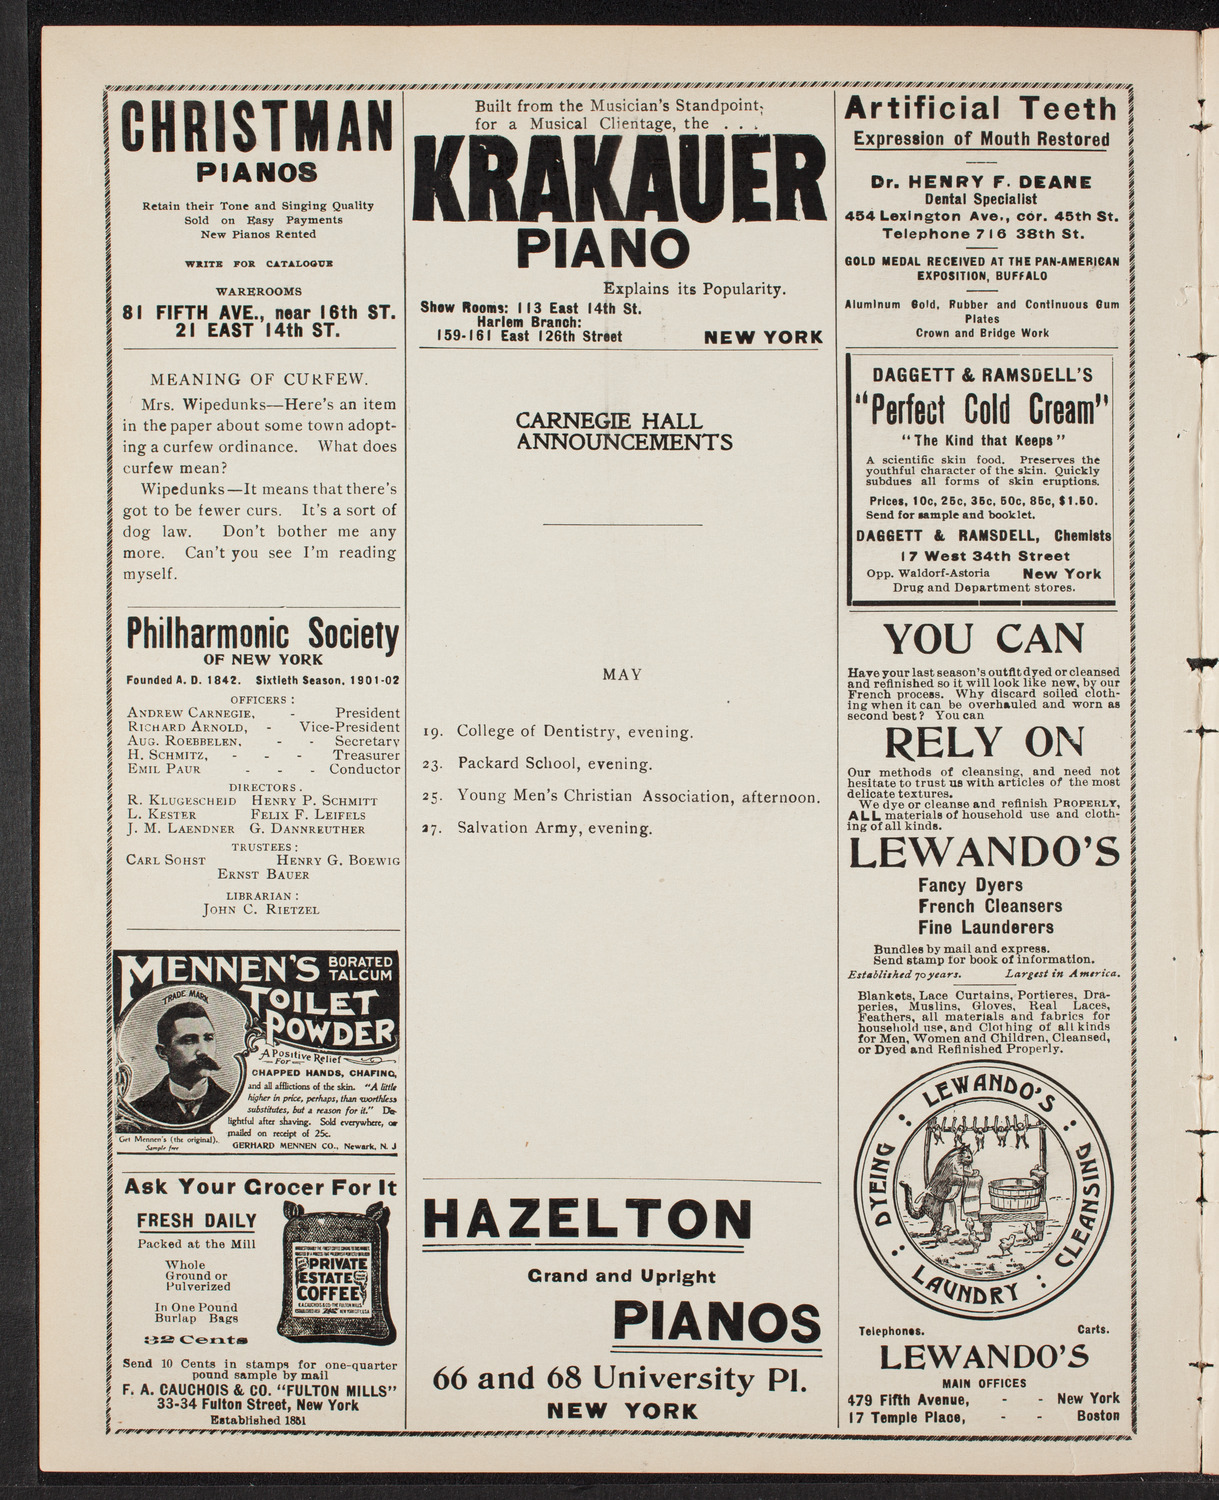 CHRISTMAN
PIANOS
Retain their Tone and Singing Quality
Sold on Easy Payments
New Pianos Rented
WRITE FOR CATALOGUE
WAREROOMS
81 FIFTH AVE., near 16th ST.
21 EAST 14th ST.
MEANING OF CURFEW.
Mrs. Wipedunks—Here's an item
in the paper about some town adopt-
ing a curfew ordinance. What does
curfew mean?
Wipedunks—It means that there's
got to be fewer curs. It's a sort of
dog law. Don't bother me any
more. Can't you see I'm reading
myself.
Philharmonic Society
OF NEW YORK
Founded A. D. 1842. Sixtieth Season, 1901-02
OFFICERS:
ANDREW CARNEGIE, - President
RICHARD ARNOLD, - Vice-President
AUG. ROEBBELEN, - - Secretary
H. SCHMITZ, - - - Treasurer
EMIL PAUR - - - Conductor
DIRECTORS.
R. KLUGESCHEID HENRY P. SCHMITT
L. KESTER FELIX F. LEIFELS
J. M. LAENDNER G. DANNREUTHER
TRUSTEES:
CARL SOHST HENRY G. BOEWIG
ERNST BAUER
LIBRARIAN:
JOHN C. RIETZEL
MENNEN'S BORATED
TALCUM
TOILET
POWDER
TRADE MARK
A Positive Relief
For
CHAPPED HANDS, CHAFING,
and all afflictions of the skin. "A little
higher in price, perhaps, than worthless
substitutes, but a reason for it." De-
lightful after shaving. Sold everywhere, or
mailed on receipt of 25c.
Get Mennen's (the original).
Sample free
GERHARD MENNEN CO., Newark, N. J
Ask Your Grocer For It
FRESH DAILY
Packed at the Mill
Whole
Ground or
Pulverized
In One Pound
Burlap Bags
32 Cents
PRIVATE
ESTATE
COFFEE
Send 10 Cents in stamps for one-quarter
pound sample by mail
F. A. CAUCHOIS & CO. "FULTON MILLS"
33-34 Fulton Street, New York
Established 1851
Built from the Musician's Standpoint,
for a Musical Clientage, the . . .
KRAKAUER
PIANO
Explains its Popularity.
Show Rooms: 113 East 14th St.
Harlem Branch:
159-161 East 126th Street NEW YORK
CARNEGIE HALL
ANNOUNCEMENTS
MAY
19. College of Dentistry, evening.
23. Packard School, evening.
25. Young Men's Christian Association, afternoon.
27. Salvation Army, evening.
HAZELTON
Grand and Upright
PIANOS
66 and 68 University Pl.
NEW YORK
Artificial Teeth
Expression of Mouth Restored
Dr. HENRY F. DEANE
Dental Specialist
454 Lexington Ave., cor. 45th St.
Telephone 716 38th St.
GOLD MEDAL RECEIVED AT THE PAN-AMERICAN
EXPOSITION, BUFFALO
Aluminum Gold, Rubber and Continuous Gum
Plates
Crown and Bridge Work
DAGGETT & RAMSDELL'S
"Perfect Cold Cream"
"The Kind that Keeps"
A scientific skin food. Preserves the
youthful character of the skin. Quickly
subdues all forms of skin eruptions.
Prices, 10c, 25c, 35c, 50c, 85c, $1.50.
Send for sample and booklet.
DAGGETT & RAMSDELL, Chemists
17 West 34th Street
Opp. Waldorf-Astoria New York
Drug and Department stores.
YOU CAN
Have your last season's outfit dyed or cleansed
and refinished so it will look like new, by our
French process. Why discard soiled cloth-
ing when it can be overhauled and worn as
second best? You can
RELY ON
Our methods of cleansing, and need not
hesitate to trust us with articles of the most
delicate textures.
We dye or cleanse and refinish PROPERLY,
ALL materials of household use and cloth-
ing of all kinds.
LEWANDO'S
Fancy Dyers
French Cleansers
Fine Launderers
Bundles by mail and express.
Send stamp for book of information.
Established 70 years. Largest in America.
Blankets, Lace Curtains, Portieres, Dra-
peries, Muslins, Gloves, Real Laces,
Feathers, all materials and fabrics for
household use, and Clothing of all kinds
for Men, Women and Children, Cleansed,
or Dyed and Refinished Properly.
LEWANDO'S
DYEING
CLEANSING
LAUNDRY
Telephones. Carts.
LEWANDO'S
MAIN OFFICES
479 Fifth Avenue, - - New York
17 Temple Place, - - Boston